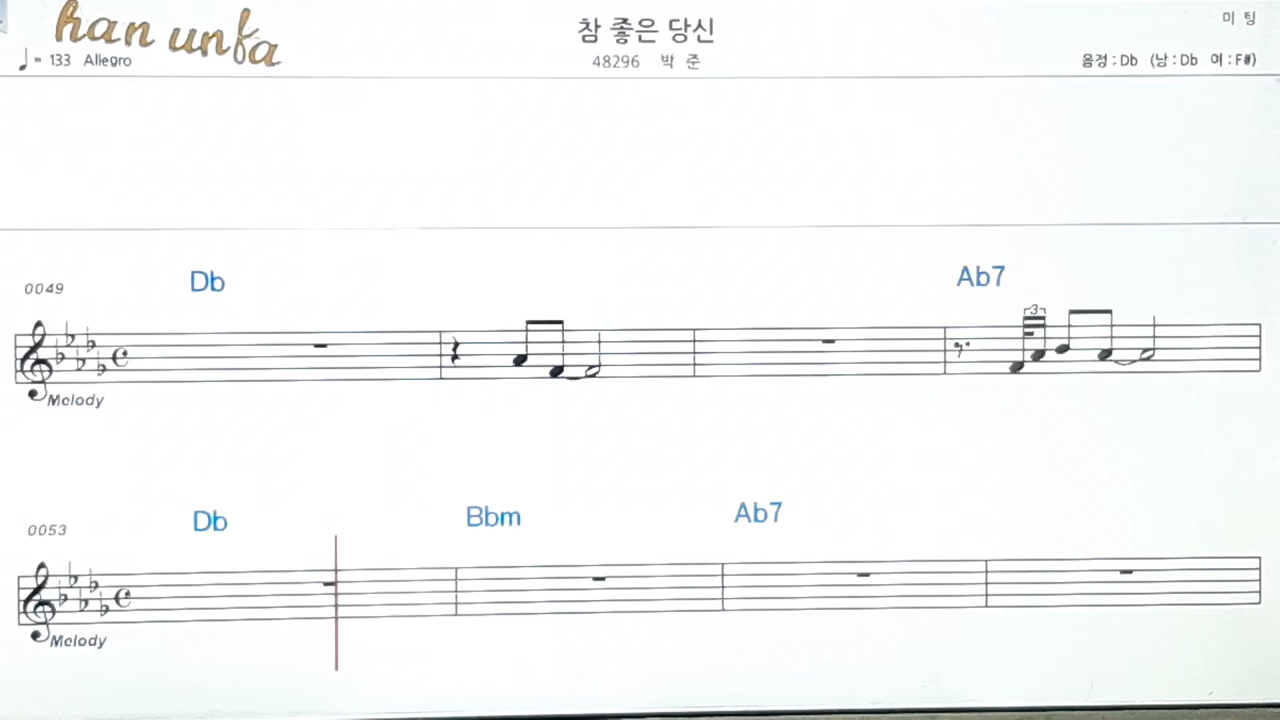 han unfa
참 좋은 당신
미 팅
♩= 133 Allegro
48296 박 준
음정 : Db (남 : Db 여 : F#)
Db
Ab7
0049
3
Melody
Db
Bbm
Ab7
0053
Melody